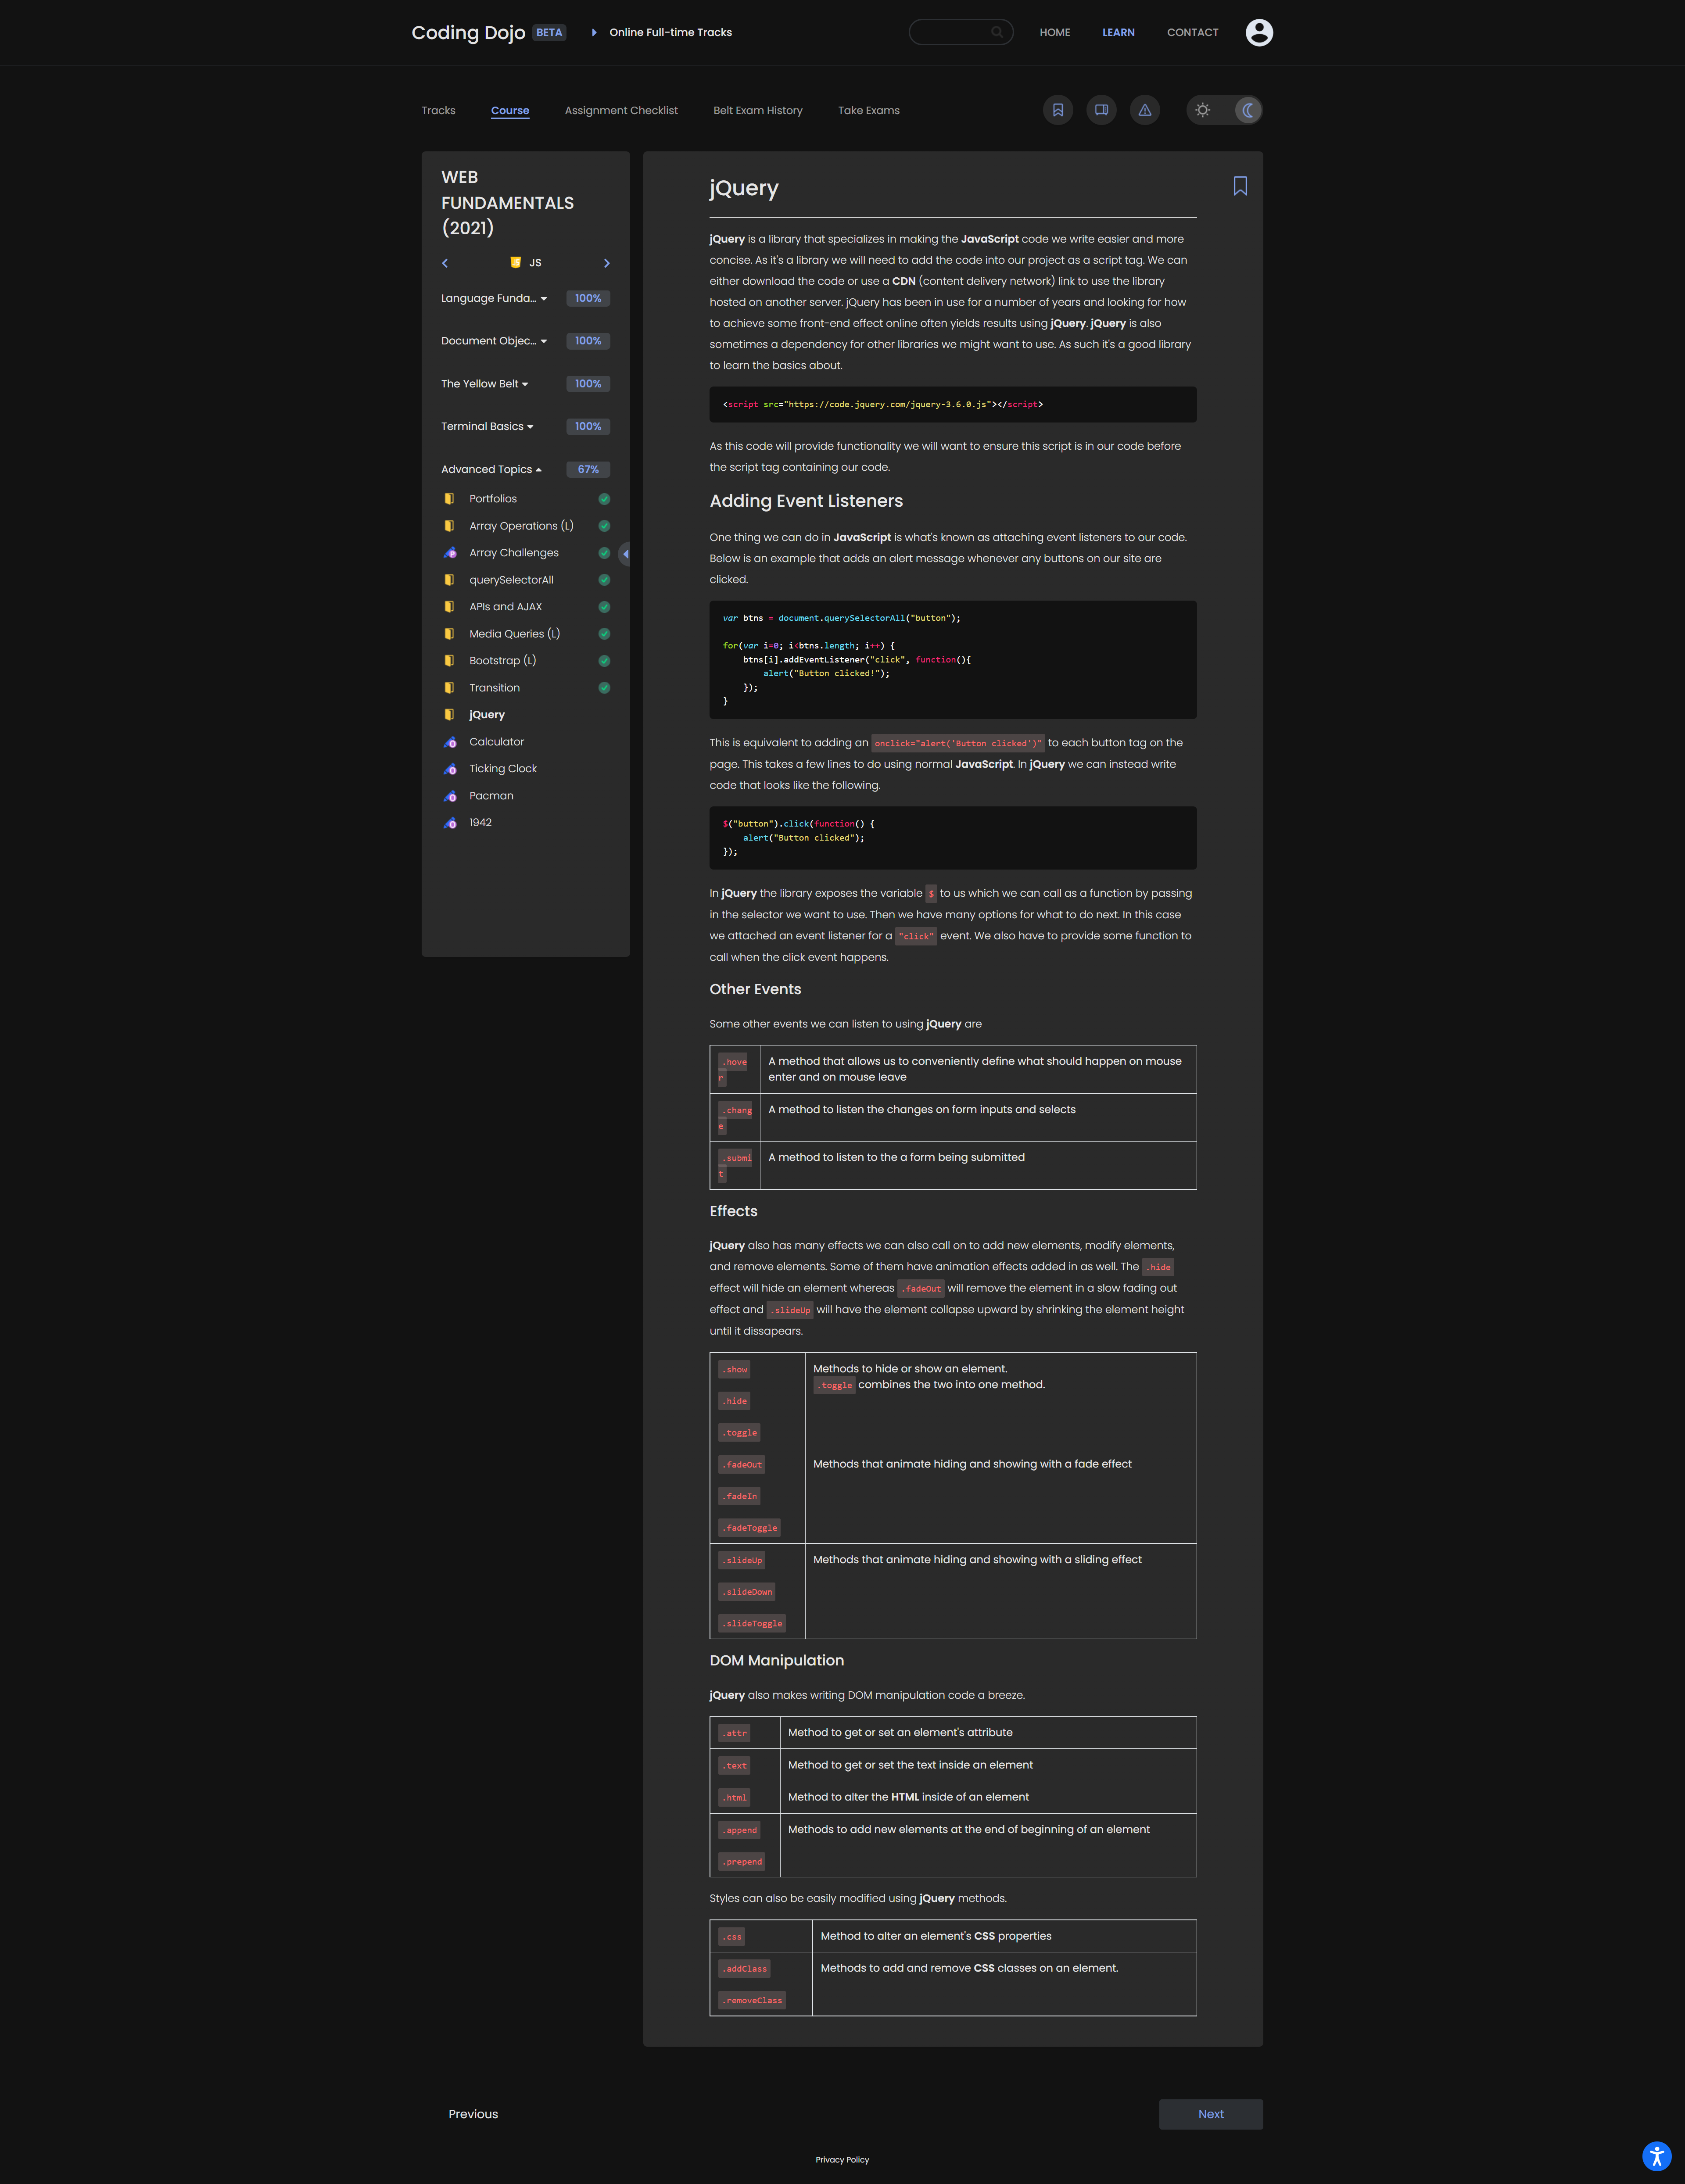 Coding Dojo BETA Online Full-time Tracks HOME LEARN CONTACT
Tracks Course Assignment Checklist Belt Exam History Take Exams
WEB
FUNDAMENTALS
(2021)
JS
Language Funda... 100%
Document Objec... 100%
The Yellow Belt 100%
Terminal Basics 100%
Advanced Topics 67%
Portfolios
Array Operations (L)
Array Challenges
querySelectorAll
APIs and AJAX
Media Queries (L)
Bootstrap (L)
Transition
jQuery
Calculator
Ticking Clock
Pacman
1942
jQuery
jQuery is a library that specializes in making the JavaScript code we write easier and more
concise. As it's a library we will need to add the code into our project as a script tag. We can
either download the code or use a CDN (content delivery network) link to use the library
hosted on another server. jQuery has been in use for a number of years and looking for how
to achieve some front-end effect online often yields results using jQuery. jQuery is also
sometimes a dependency for other libraries we might want to use. As such it's a good library
to learn the basics about.
<script src="https://code.jquery.com/jquery-3.6.0.js"></script>
As this code will provide functionality we will want to ensure this script is in our code before
the script tag containing our code.
Adding Event Listeners
One thing we can do in JavaScript is what's known as attaching event listeners to our code.
Below is an example that adds an alert message whenever any buttons on our site are
clicked.
var btns = document.querySelectorAll("button");
for(var i=0; i<btns.length; i++) {
btns[i].addEventListener("click", function(){
alert("Button clicked!");
});
}
This is equivalent to adding an onclick="alert('Button clicked')" to each button tag on the
page. This takes a few lines to do using normal JavaScript. In jQuery we can instead write
code that looks like the following.
$("button").click(function() {
alert("Button clicked");
});
In jQuery the library exposes the variable $ to us which we can call as a function by passing
in the selector we want to use. Then we have many options for what to do next. In this case
we attached an event listener for a "click" event. We also have to provide some function to
call when the click event happens.
Other Events
Some other events we can listen to using jQuery are
.hove A method that allows us to conveniently define what should happen on mouse
r enter and on mouse leave
.chang A method to listen the changes on form inputs and selects
e
.submi A method to listen to the a form being submitted
t
Effects
jQuery also has many effects we can also call on to add new elements, modify elements,
and remove elements. Some of them have animation effects added in as well. The .hide
effect will hide an element whereas .fadeOut will remove the element in a slow fading out
effect and .slideUp will have the element collapse upward by shrinking the element height
until it dissapears.
.show Methods to hide or show an element.
.toggle combines the two into one method.
.hide
.toggle
.fadeOut Methods that animate hiding and showing with a fade effect
.fadeIn
.fadeToggle
.slideUp Methods that animate hiding and showing with a sliding effect
.slideDown
.slideToggle
DOM Manipulation
jQuery also makes writing DOM manipulation code a breeze.
.attr Method to get or set an element's attribute
.text Method to get or set the text inside an element
.html Method to alter the HTML inside of an element
.append Methods to add new elements at the end of beginning of an element
.prepend
Styles can also be easily modified using jQuery methods.
.css Method to alter an element's CSS properties
.addClass Methods to add and remove CSS classes on an element.
.removeClass
Previous Next
Privacy Policy